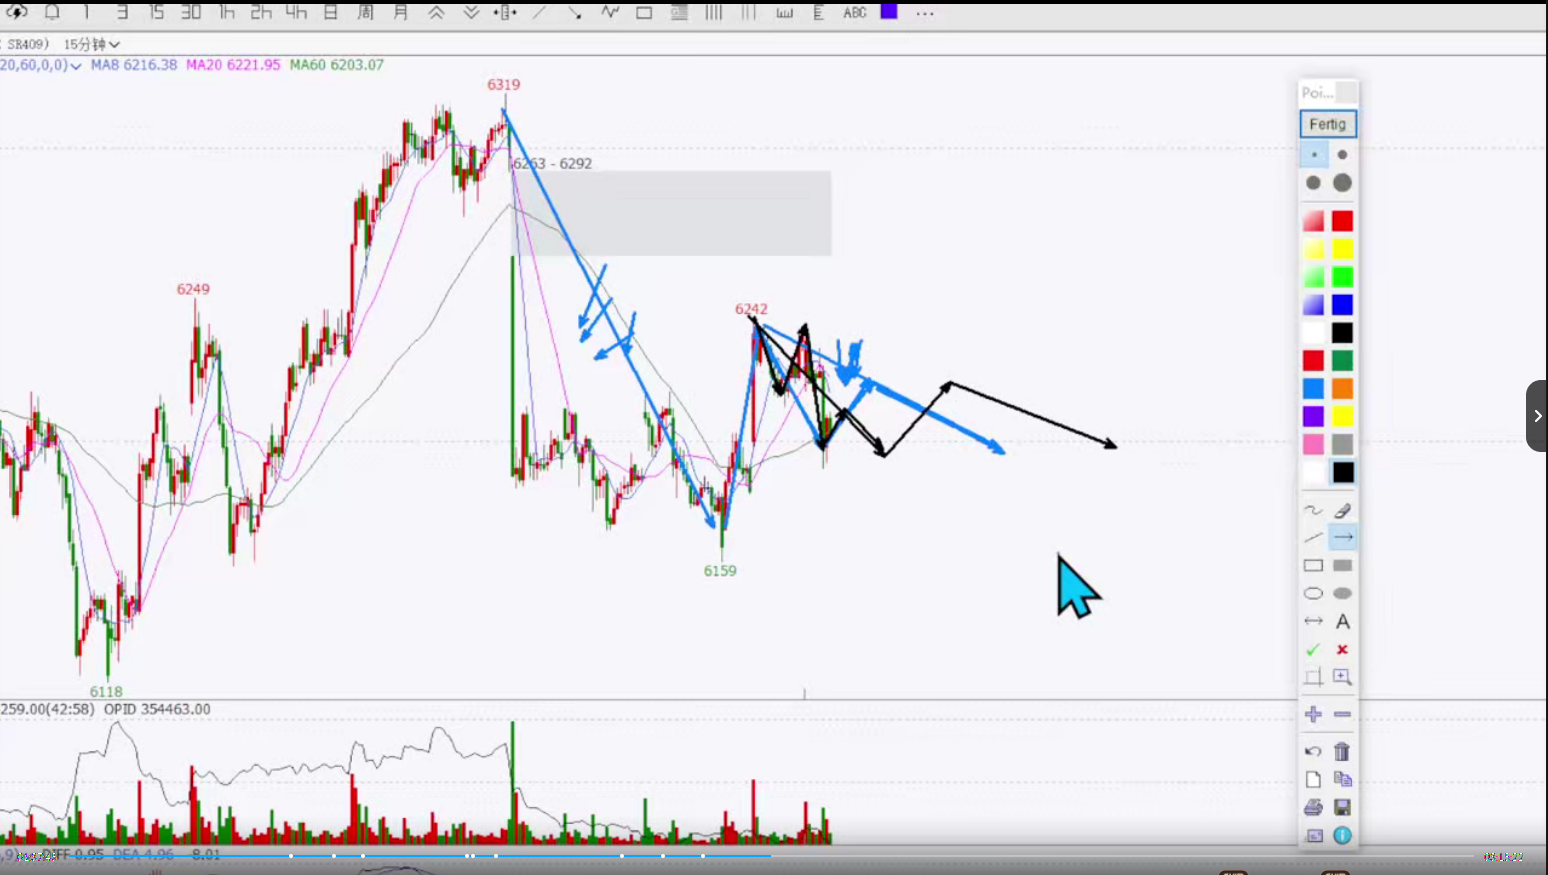 1 3 15 30 1h 2h 4h 日 周 月 ABC ...
SR409) 15分钟
20,60,0,0) MA8 6216.38 MA20 6221.95 MA60 6203.07
6319
6263 - 6292
6249
6242
6159
6118
259.00(42:58) OPID 354463.00
,9) DIFF 0.95 DEA 4.96 8.01
Poi...
Fertig
A